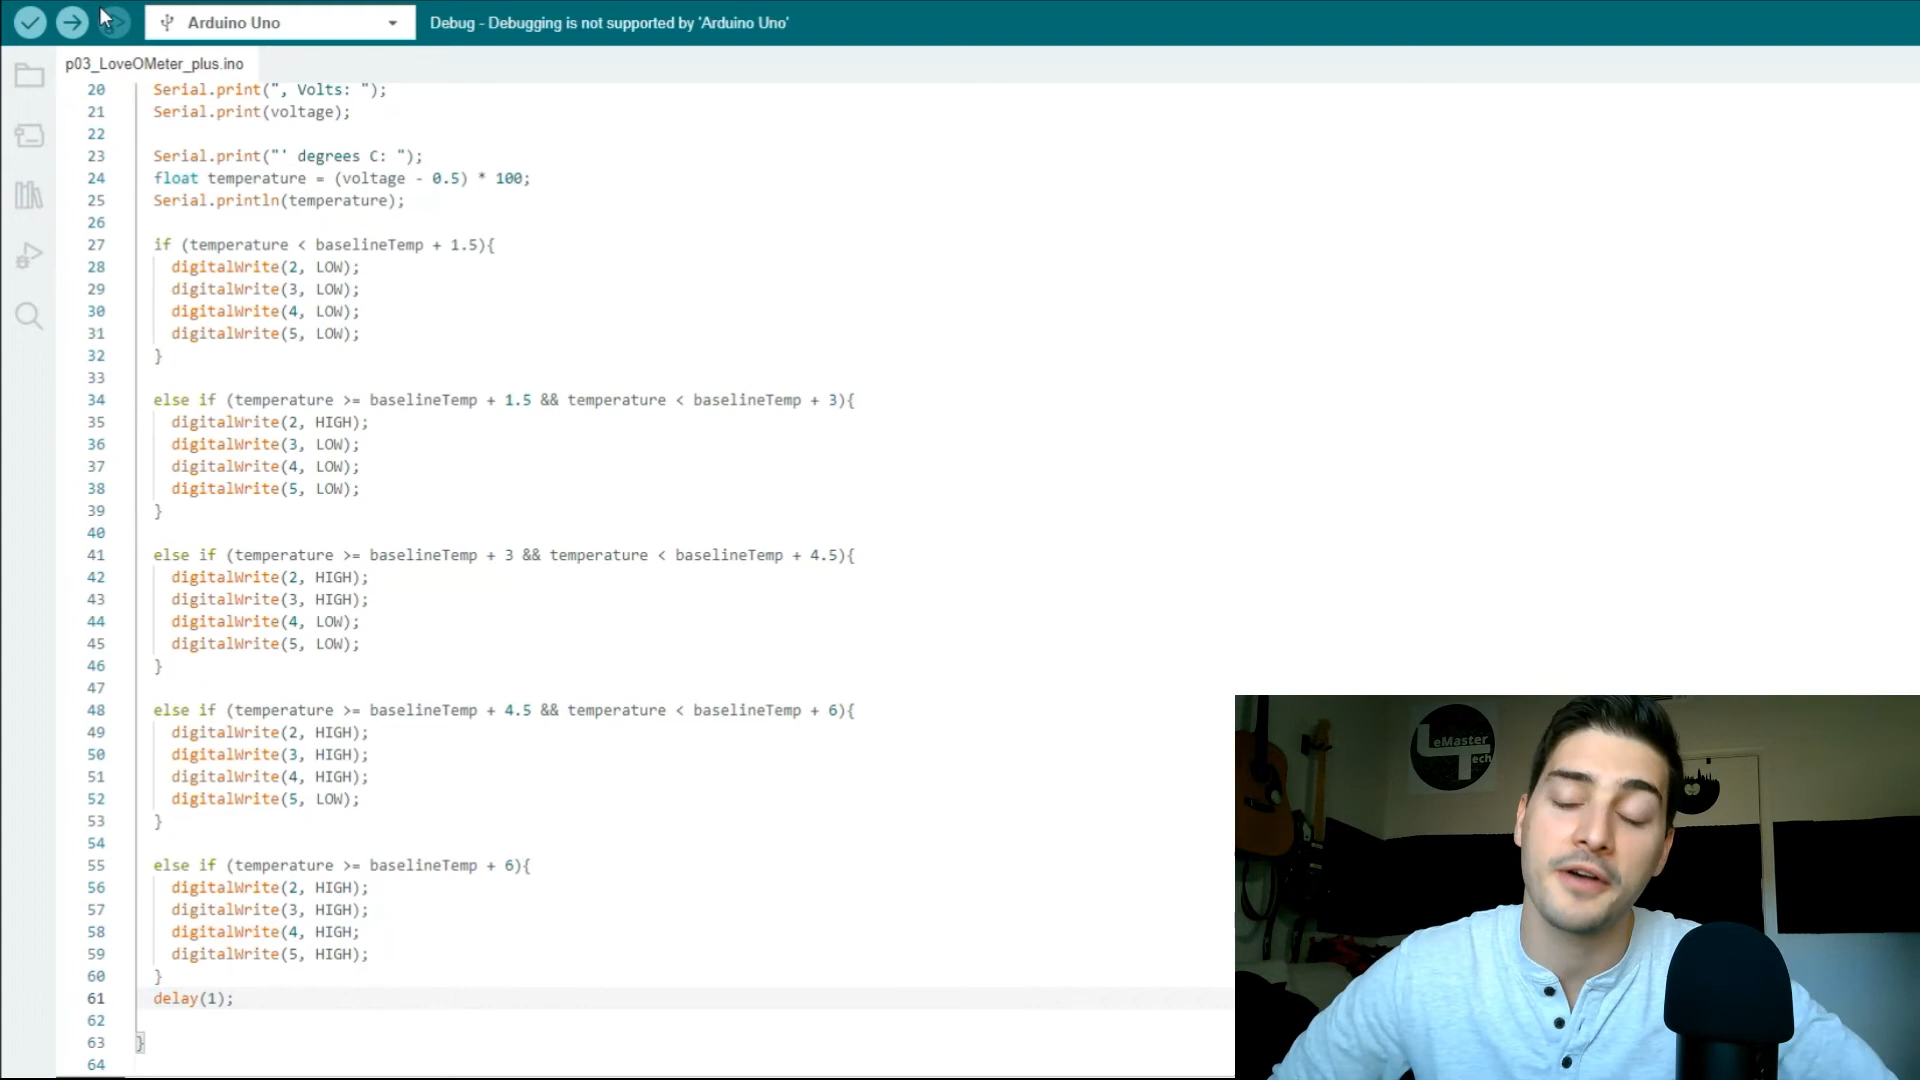 Arduino Uno
Debug - Debugging is not supported by 'Arduino Uno'
p03_LoveOMeter_plus.ino
20 Serial.print(", Volts: ");
21 Serial.print(voltage);
22
23 Serial.print("' degrees C: ");
24 float temperature = (voltage - 0.5) * 100;
25 Serial.println(temperature);
26
27 if (temperature < baselineTemp + 1.5){
28 digitalWrite(2, LOW);
29 digitalWrite(3, LOW);
30 digitalWrite(4, LOW);
31 digitalWrite(5, LOW);
32 }
33
34 else if (temperature >= baselineTemp + 1.5 && temperature < baselineTemp + 3){
35 digitalWrite(2, HIGH);
36 digitalWrite(3, LOW);
37 digitalWrite(4, LOW);
38 digitalWrite(5, LOW);
39 }
40
41 else if (temperature >= baselineTemp + 3 && temperature < baselineTemp + 4.5){
42 digitalWrite(2, HIGH);
43 digitalWrite(3, HIGH);
44 digitalWrite(4, LOW);
45 digitalWrite(5, LOW);
46 }
47
48 else if (temperature >= baselineTemp + 4.5 && temperature < baselineTemp + 6){
49 digitalWrite(2, HIGH);
50 digitalWrite(3, HIGH);
51 digitalWrite(4, HIGH);
52 digitalWrite(5, LOW);
53 }
54
55 else if (temperature >= baselineTemp + 6){
56 digitalWrite(2, HIGH);
57 digitalWrite(3, HIGH);
58 digitalWrite(4, HIGH;
59 digitalWrite(5, HIGH);
60 }
61 delay(1);
62
63 }
64
LeMaster
Tech